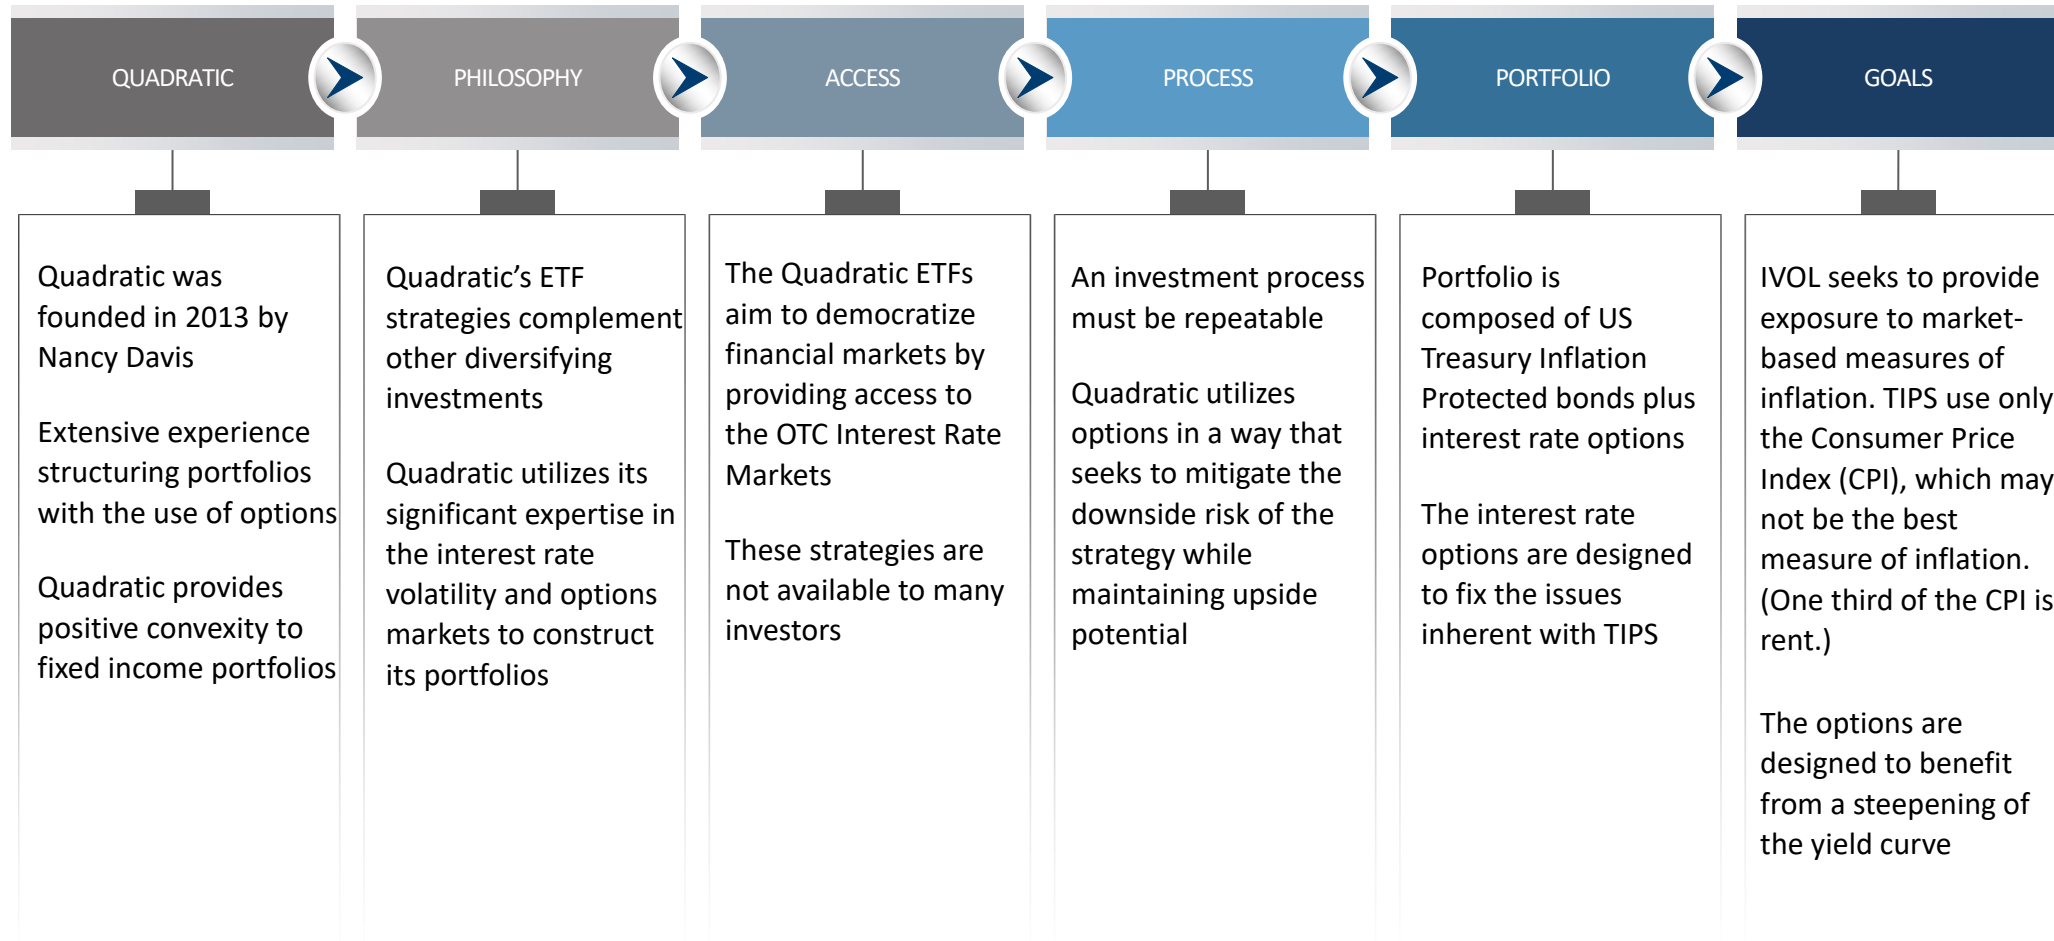 QUADRATIC
PHILOSOPHY
ACCESS
PROCESS
PORTFOLIO
GOALS
Quadratic was
founded in 2013 by
Nancy Davis
Extensive experience
structuring portfolios
with the use of options
Quadratic provides
positive convexity to
fixed income portfolios
Quadratic’s ETF
strategies complement
other diversifying
investments
Quadratic utilizes its
significant expertise in
the interest rate
volatility and options
markets to construct
its portfolios
The Quadratic ETFs
aim to democratize
financial markets by
providing access to
the OTC Interest Rate
Markets
These strategies are
not available to many
investors
An investment process
must be repeatable
Quadratic utilizes
options in a way that
seeks to mitigate the
downside risk of the
strategy while
maintaining upside
potential
Portfolio is
composed of US
Treasury Inflation
Protected bonds plus
interest rate options
The interest rate
options are designed
to fix the issues
inherent with TIPS
IVOL seeks to provide
exposure to market-
based measures of
inflation. TIPS use only
the Consumer Price
Index (CPI), which may
not be the best
measure of inflation.
(One third of the CPI is
rent.)
The options are
designed to benefit
from a steepening of
the yield curve